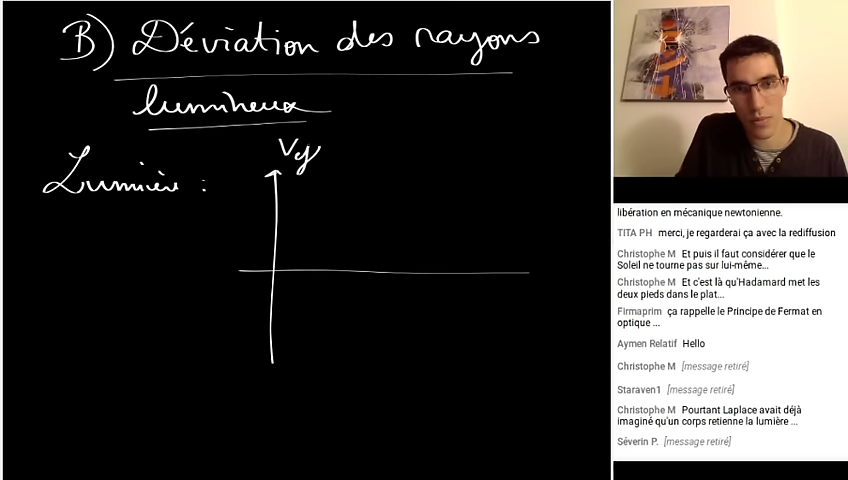 B) Déviation des rayons
lumineux
Lumière :
Veff
libération en mécanique newtonienne.
TITA PH merci, je regarderai ça avec la rediffusion
Christophe M Et puis il faut considérer que le
Soleil ne tourne pas sur lui-même...
Christophe M Et c'est là qu'Hadamard met les
deux pieds dans le plat...
Firmaprim ça rappelle le Principe de Fermat en
optique ...
Aymen Relatif Hello
Christophe M [message retiré]
Staraven1 [message retiré]
Christophe M Pourtant Laplace avait déjà
imaginé qu'un corps retienne la lumière ...
Séverin P. [message retiré]